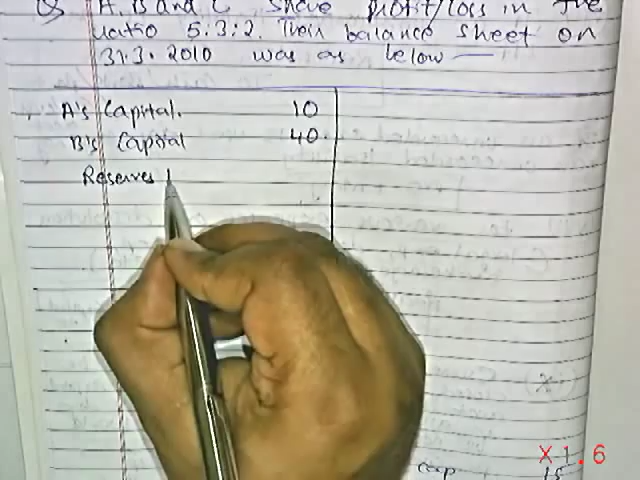 Q A, B and C share profit/loss in the
ratio 5:3:2. Their balance sheet on
31.3.2010 was as below —
A's Capital. 10
B's Capital 40.
Reserves
X1.6